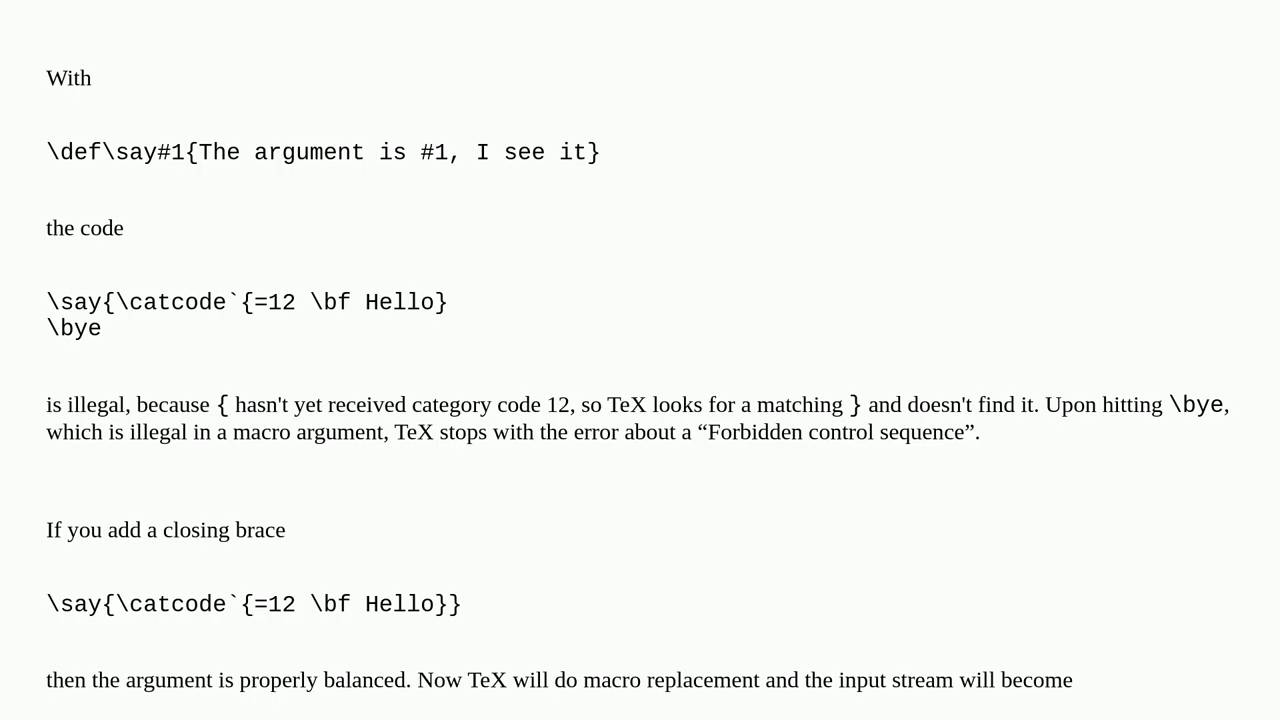 With
\def\say#1{The argument is #1, I see it}
the code
\say{\catcode`{=12 \bf Hello}
\bye
is illegal, because { hasn't yet received category code 12, so TeX looks for a matching } and doesn't find it. Upon hitting \bye,
which is illegal in a macro argument, TeX stops with the error about a “Forbidden control sequence”.
If you add a closing brace
\say{\catcode`{=12 \bf Hello}}
then the argument is properly balanced. Now TeX will do macro replacement and the input stream will become